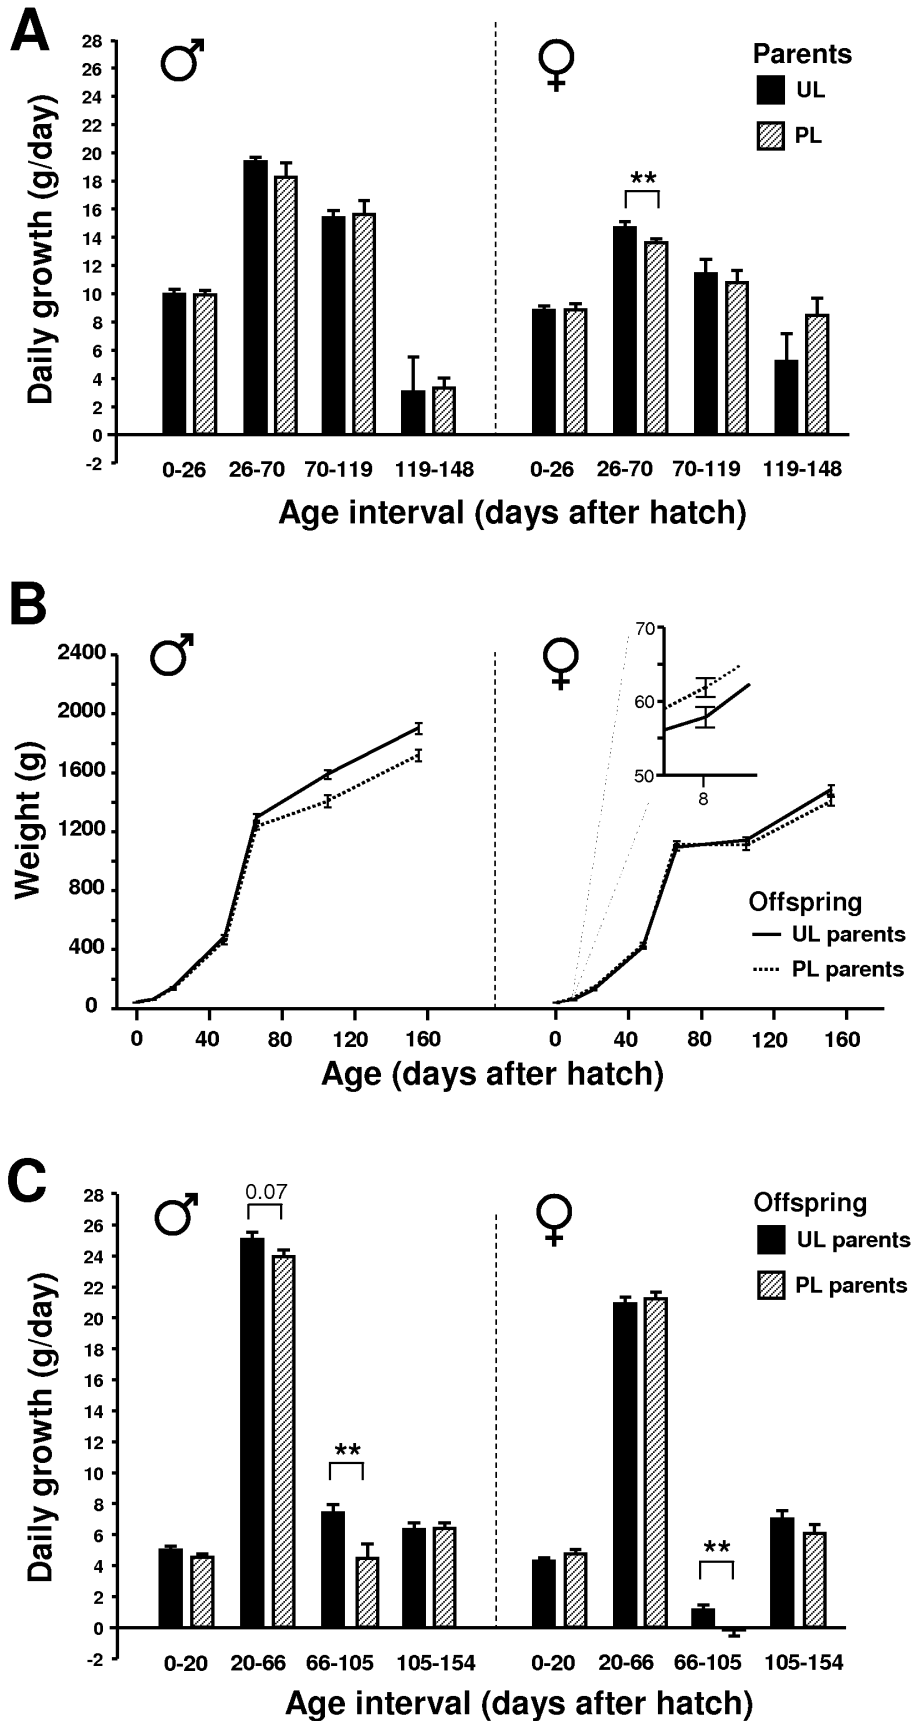 A
28
26
24
22
20
18
16
14
12
10
8
6
4
2
0
-2
Daily growth (g/day)
♂
♀
Parents
UL
PL
**
0-26 26-70 70-119 119-148 0-26 26-70 70-119 119-148
Age interval (days after hatch)
B
2400
2000
1600
1200
800
400
0
Weight (g)
♂
♀
70
60
50
8
Offspring
UL parents
PL parents
0 40 80 120 160 0 40 80 120 160
Age (days after hatch)
C
28
26
24
22
20
18
16
14
12
10
8
6
4
2
0
-2
Daily growth (g/day)
♂
0.07
♀
Offspring
UL parents
PL parents
**
**
0-20 20-66 66-105 105-154 0-20 20-66 66-105 105-154
Age interval (days after hatch)